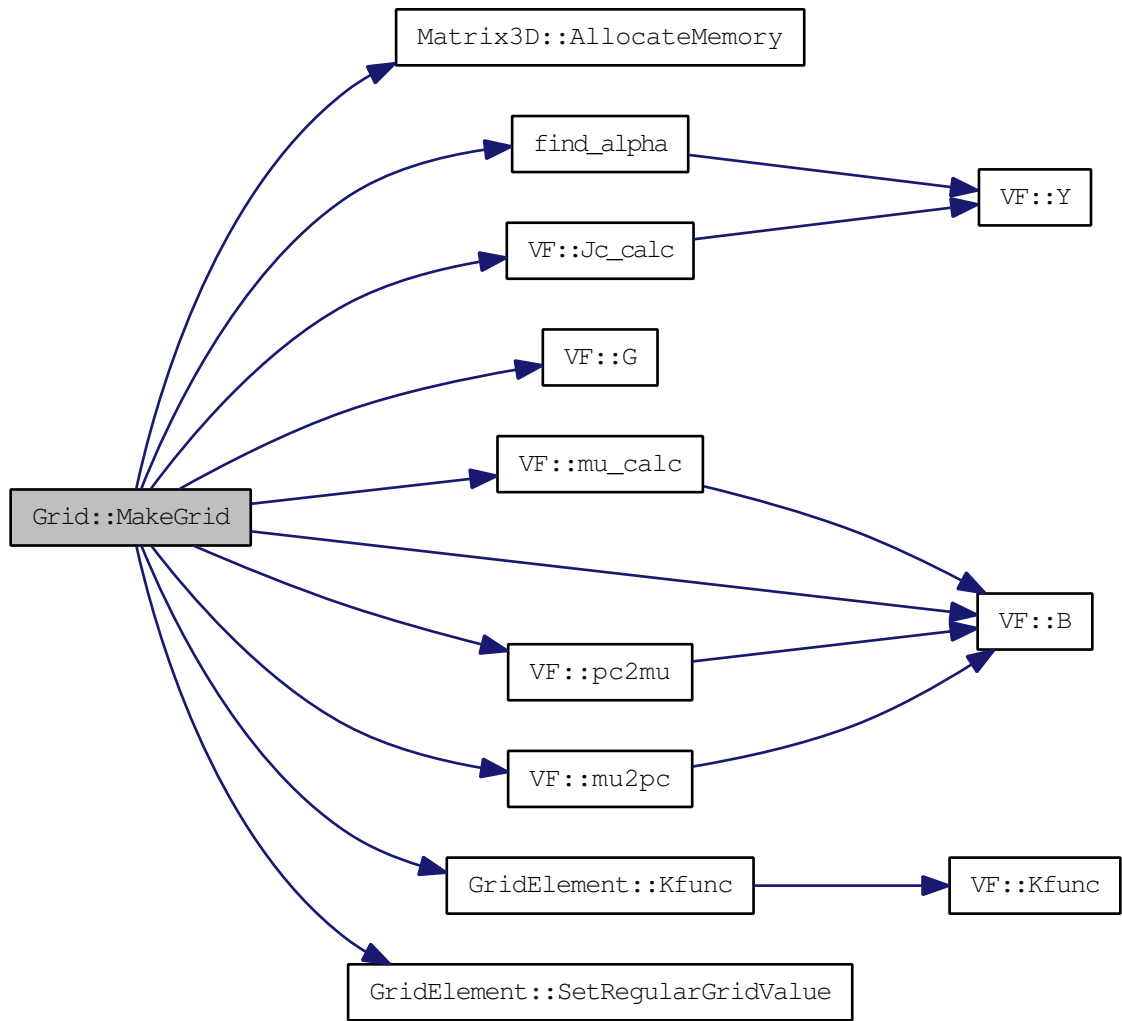 Matrix3D::AllocateMemory
find_alpha
VF::Y
VF::Jc_calc
VF::G
VF::mu_calc
Grid::MakeGrid
VF::B
VF::pc2mu
VF::mu2pc
GridElement::Kfunc
VF::Kfunc
GridElement::SetRegularGridValue